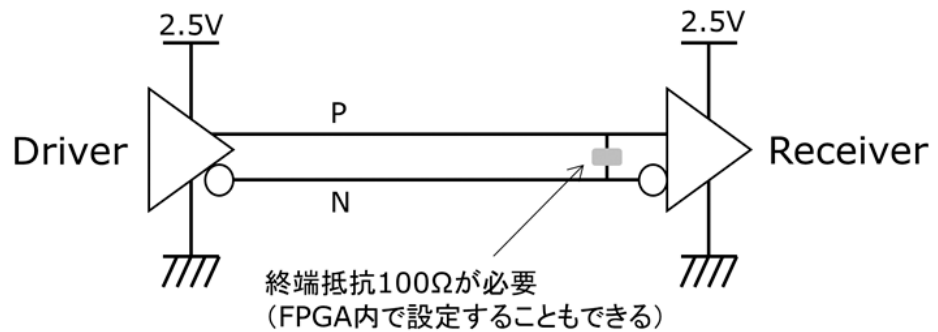 2.5V
2.5V
P
Driver
Receiver
N
終端抵抗100Ωが必要
（FPGA内で設定することもできる）